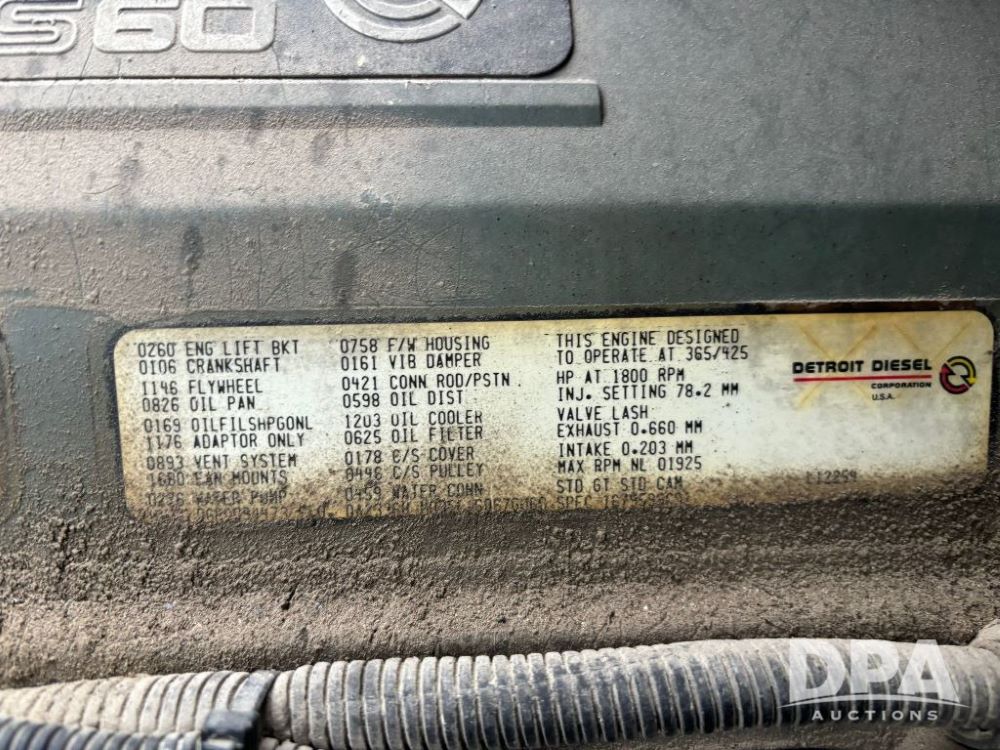 S60
0260 ENG LIFT BKT
0106 CRANKSHAFT
1146 FLYWHEEL
0826 OIL PAN
0169 OILFILSHPGONL
1176 ADAPTOR ONLY
0893 VENT SYSTEM
1680 FAN MOUNTS
0236 WATER PUMP
0758 F/W HOUSING
0161 VIB DAMPER
0421 CONN ROD/PSTN
0598 OIL DIST
1203 OIL COOLER
0625 OIL FILTER
0178 C/S COVER
0446 C/S PULLEY
0459 WATER CONN
THIS ENGINE DESIGNED
TO OPERATE AT 365/425
HP AT 1800 RPM
INJ. SETTING 78.2 MM
VALVE LASH
EXHAUST 0.660 MM
INTAKE 0.203 MM
MAX RPM NL 01925
STD GT STD CAM
DETROIT DIESEL
CORPORATION
U.S.A.
SPEC
DPA
AUCTIONS